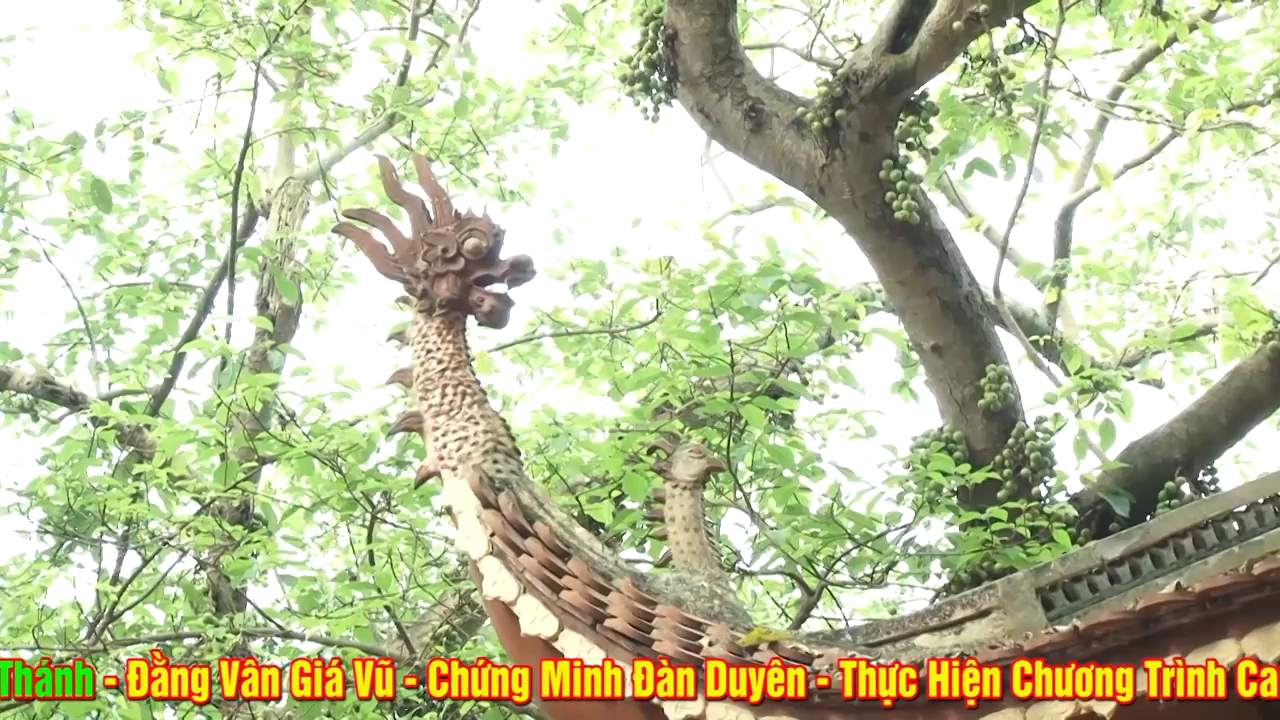 Thánh - Đằng Vân Giá Vũ - Chứng Minh Đàn Duyên - Thực Hiện Chương Trình Ca